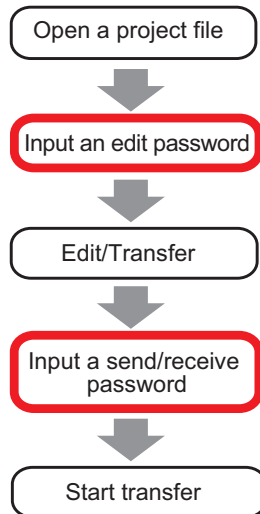 Open a project file
Input an edit password
Edit/Transfer
Input a send/receive
password
Start transfer